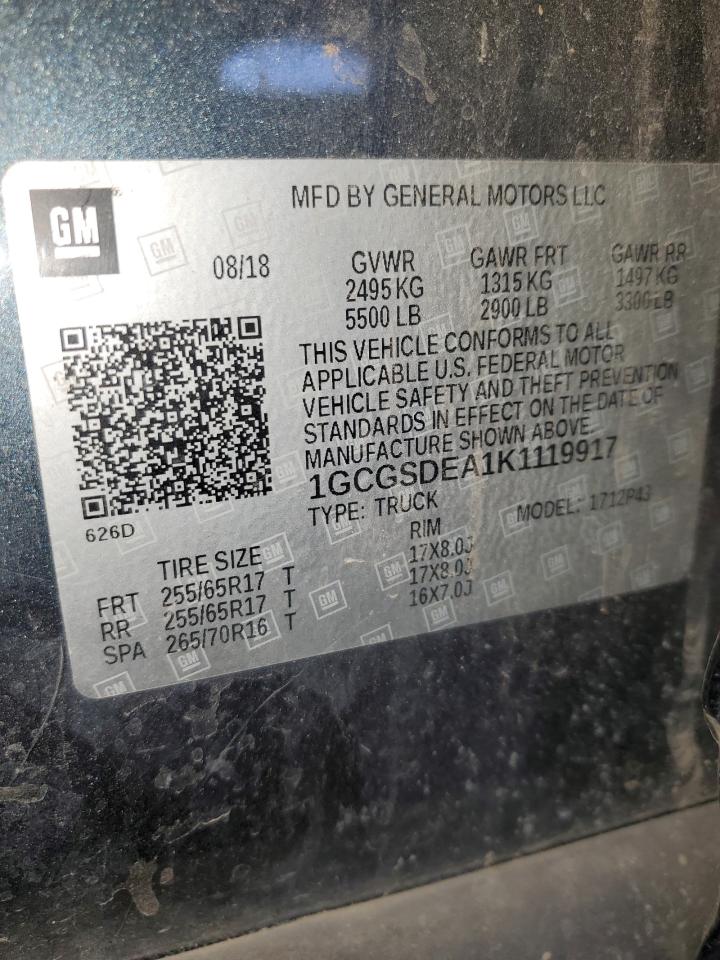 GM
MFD BY GENERAL MOTORS LLC
08/18
GVWR
2495 KG
5500 LB
GAWR FRT
1315 KG
2900 LB
GAWR RR
1497 KG
3300 LB
THIS VEHICLE CONFORMS TO ALL
APPLICABLE U.S. FEDERAL MOTOR
VEHICLE SAFETY AND THEFT PREVENTION
STANDARDS IN EFFECT ON THE DATE OF
MANUFACTURE SHOWN ABOVE.
1GCGSDEA1K1119917
TYPE: TRUCK MODEL: 1712P43
626D
TIRE SIZE RIM
FRT 255/65R17 T 17X8.0J
RR 255/65R17 T 17X8.0J
SPA 265/70R16 T 16X7.0J